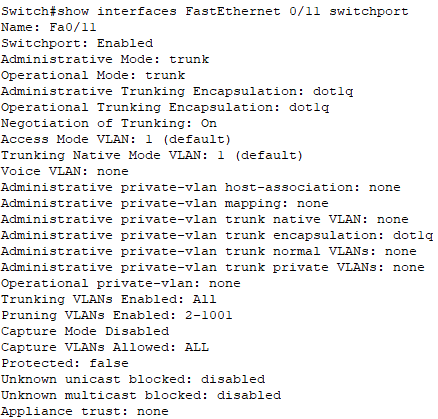 Switch#show interfaces FastEthernet 0/11 switchport
Name: Fa0/11
Switchport: Enabled
Administrative Mode: trunk
Operational Mode: trunk
Administrative Trunking Encapsulation: dot1q
Operational Trunking Encapsulation: dot1q
Negotiation of Trunking: On
Access Mode VLAN: 1 (default)
Trunking Native Mode VLAN: 1 (default)
Voice VLAN: none
Administrative private-vlan host-association: none
Administrative private-vlan mapping: none
Administrative private-vlan trunk native VLAN: none
Administrative private-vlan trunk encapsulation: dot1q
Administrative private-vlan trunk normal VLANs: none
Administrative private-vlan trunk private VLANs: none
Operational private-vlan: none
Trunking VLANs Enabled: All
Pruning VLANs Enabled: 2-1001
Capture Mode Disabled
Capture VLANs Allowed: ALL
Protected: false
Unknown unicast blocked: disabled
Unknown multicast blocked: disabled
Appliance trust: none